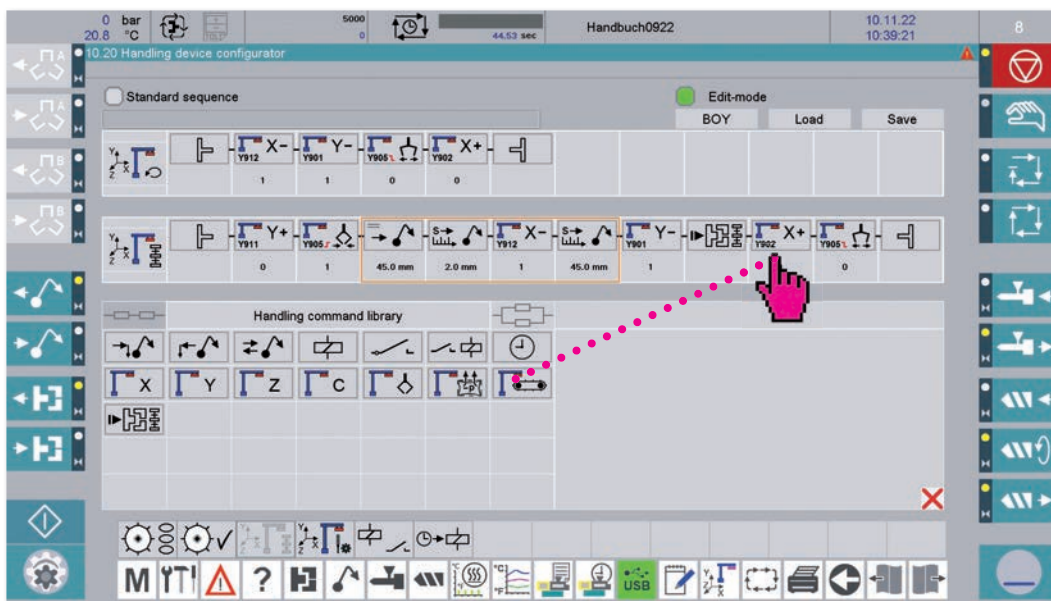 0 bar 5000 10.11.22 8
20.8 °C 0 44.53 sec Handbuch0922 10:39:21
10.20 Handling device configurator
Standard sequence Edit-mode
BOY Load Save
Y912 X- Y901 Y- Y905 Y902 X+
1 1 0 0
Y911 Y+ Y905 S Y912 X- S Y901 Y- Y902 X+ Y905
0 1 45.0 mm 2.0 mm 1 45.0 mm 1 0
Handling command library
X Y Z C
M ? °C °F USB